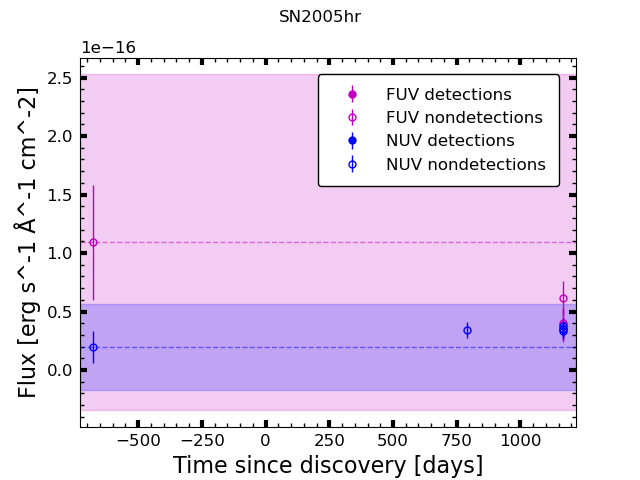 SN2005hr
1e−16
2.5
2.0
1.5
1.0
0.5
0.0
Flux [erg s^-1 Å^-1 cm^-2]
FUV detections
FUV nondetections
NUV detections
NUV nondetections
−500 −250 0 250 500 750 1000
Time since discovery [days]